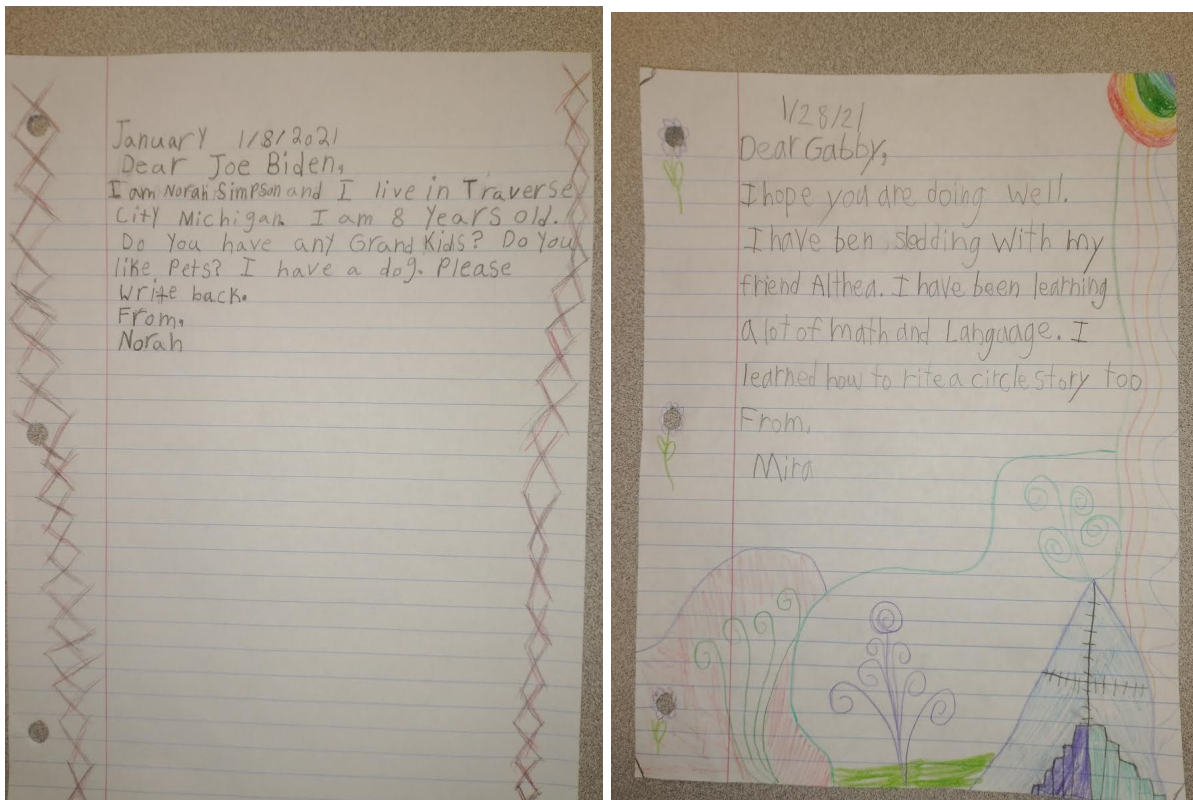 January 1/8/2021
Dear Joe Biden,
I am Norah Simpson and I live in Traverse
City Michigan. I am 8 years old.
Do you have any Grand Kids? Do you
like Pets? I have a dog. Please
write back.
From,
Norah
1/28/21
Dear Gabby,
I hope you are doing well.
I have ben sledding with my
friend Althea. I have been learning
a lot of math and Language. I
learned how to rite a circle story too
From,
Mira